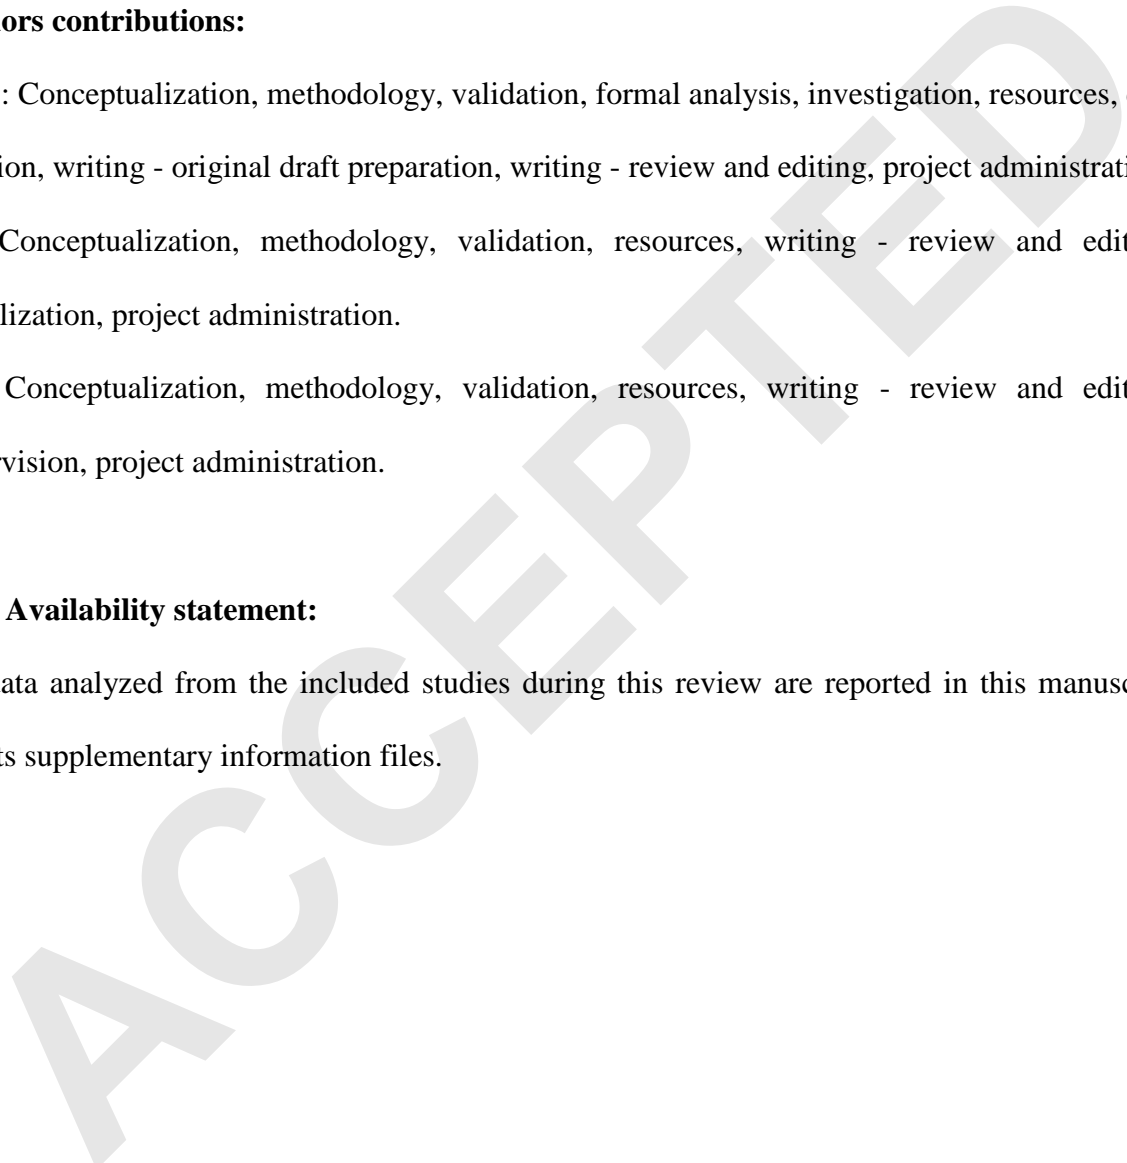 ors contributions:
: Conceptualization, methodology, validation, formal analysis, investigation, resources,
ion, writing - original draft preparation, writing - review and editing, project administrati
Conceptualization, methodology, validation, resources, writing - review and edit
lization, project administration.
Conceptualization, methodology, validation, resources, writing - review and edit
vision, project administration.
Availability statement:
ata analyzed from the included studies during this review are reported in this manusc
ts supplementary information files.
ACCEPTED